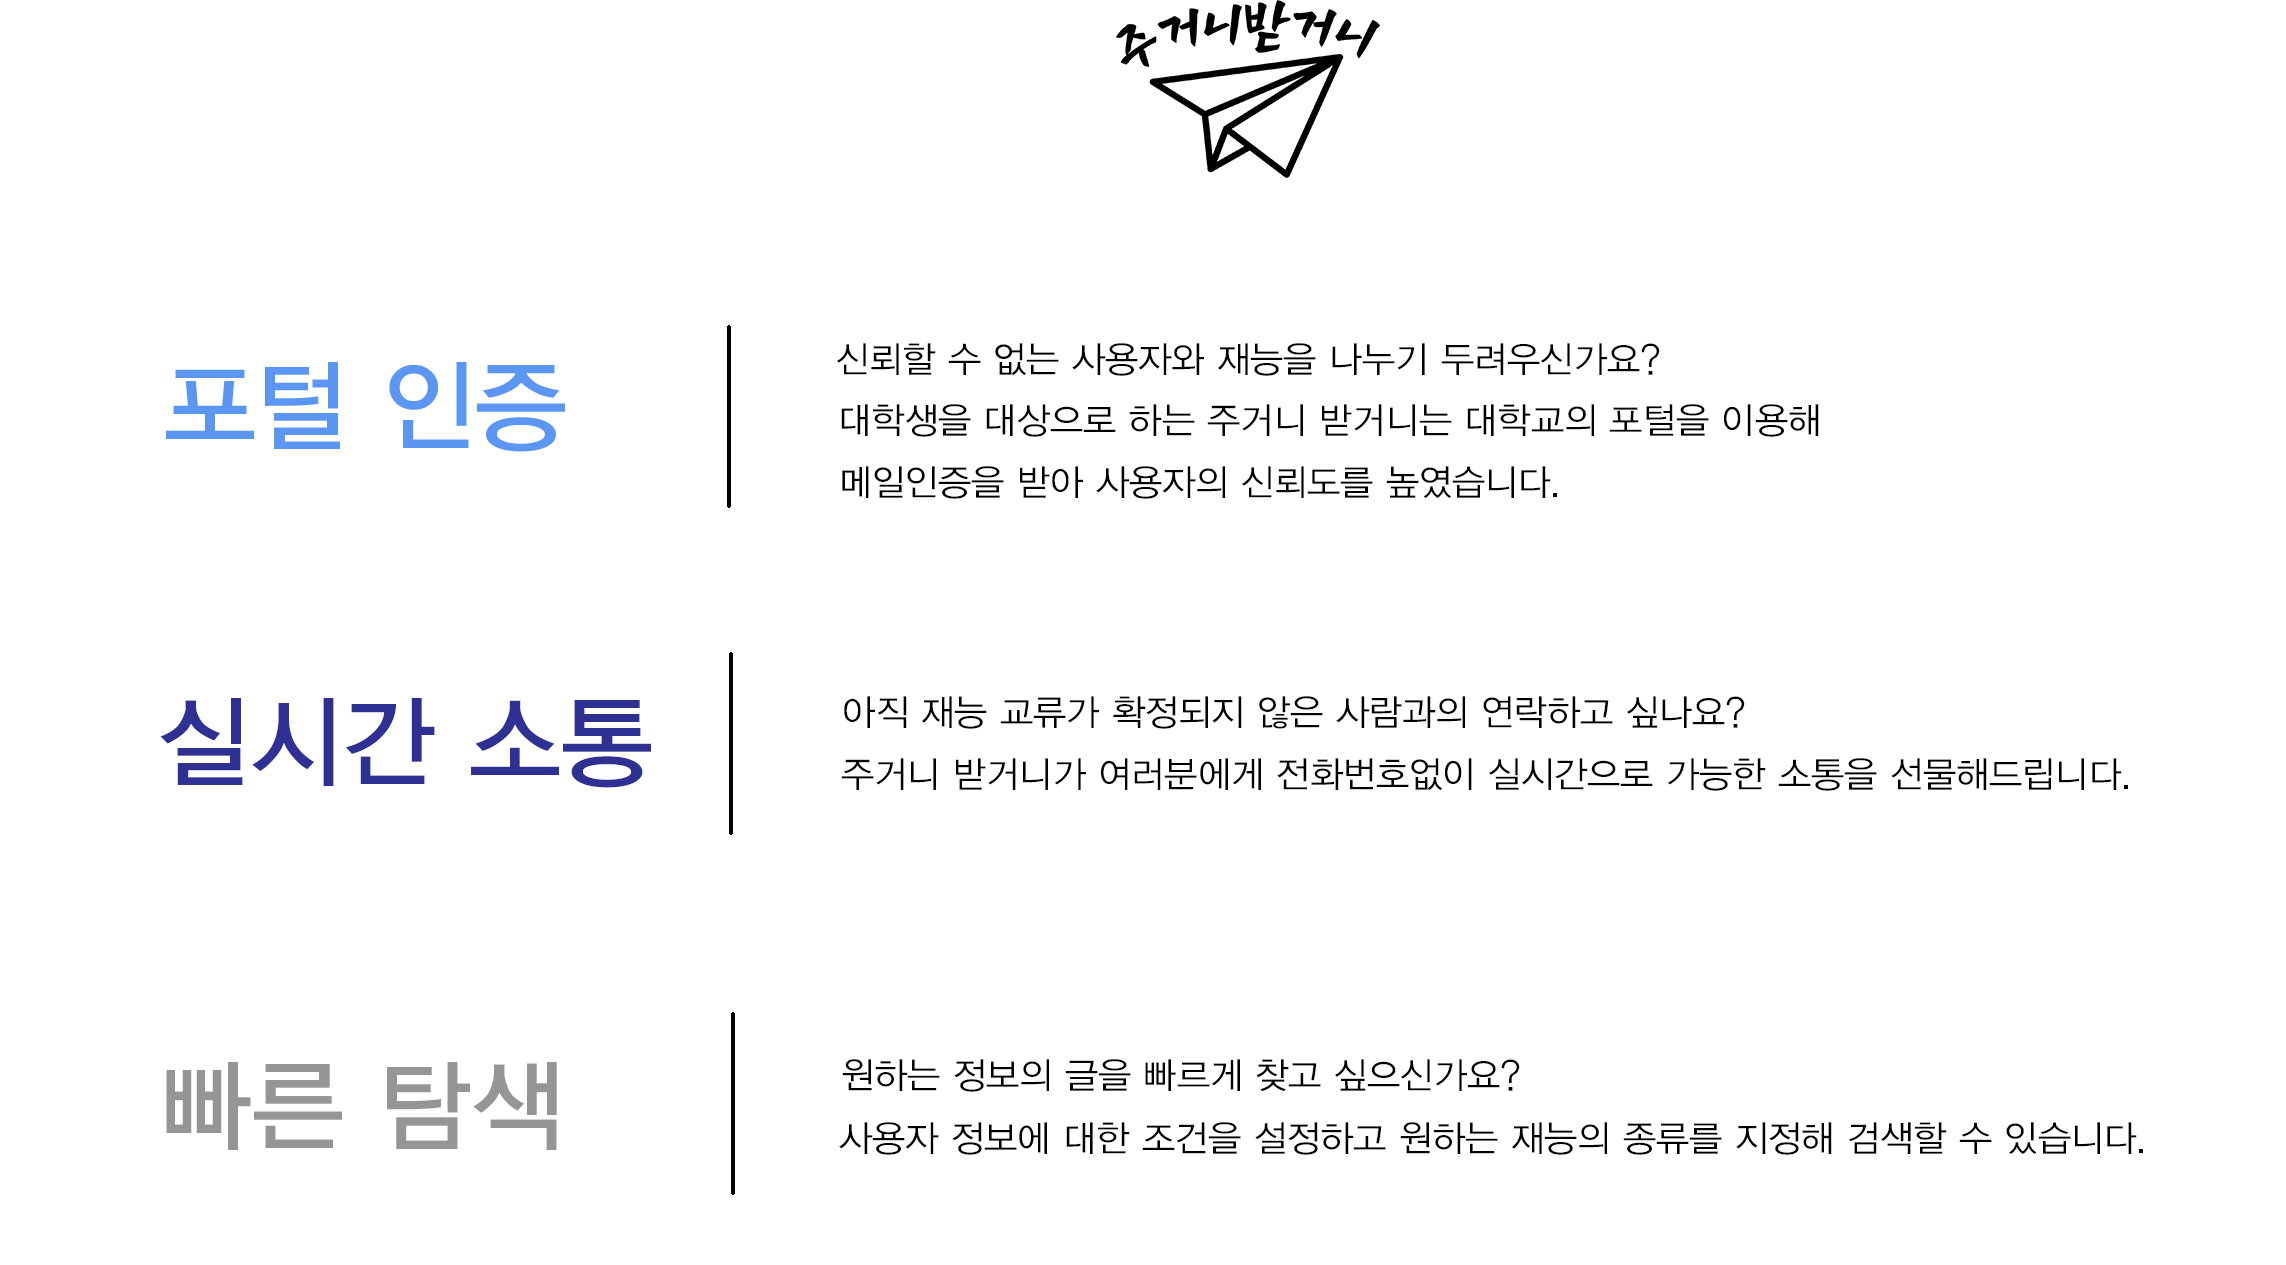 주거니받거니
포털 인증
신뢰할 수 없는 사용자와 재능을 나누기 두려우신가요?
대학생을 대상으로 하는 주거니 받거니는 대학교의 포털을 이용해
메일인증을 받아 사용자의 신뢰도를 높였습니다.
실시간 소통
아직 재능 교류가 확정되지 않은 사람과의 연락하고 싶나요?
주거니 받거니가 여러분에게 전화번호없이 실시간으로 가능한 소통을 선물해드립니다.
빠른 탐색
원하는 정보의 글을 빠르게 찾고 싶으신가요?
사용자 정보에 대한 조건을 설정하고 원하는 재능의 종류를 지정해 검색할 수 있습니다.